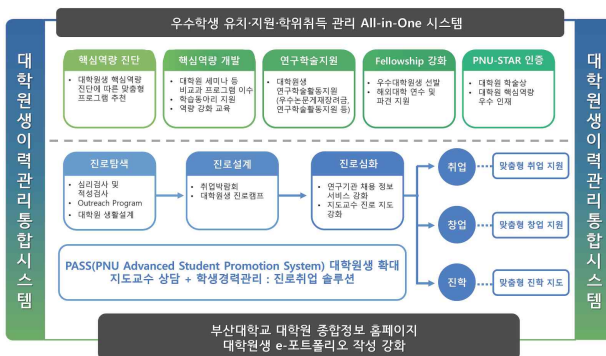 우수학생 유치·지원·학위취득 관리 All-in-One 시스템
대학원생이력관리통합시스템
핵심역량 진단
• 대학원생 핵심역량
진단에 따른 맞춤형
프로그램 추천
핵심역량 개발
• 대학원 세미나 등
비교과 프로그램 이수
• 학습동아리 지원
• 역량 강화 교육
연구학술지원
• 대학원생
연구학술활동지원
(우수논문게재장려금,
연구학술활동지원 등)
Fellowship 강화
• 우수대학원생 선발
• 해외대학 연수 및
파견 지원
PNU-STAR 인증
• 대학원 학술상
• 대학원 핵심역량
우수 인재
대학원생이력관리통합시스템
진로탐색
• 심리검사 및
적성검사
• Outreach Program
• 대학원 생활설계
진로설계
• 취업박람회
• 대학원생 진로캠프
진로심화
• 연구기관 채용 정보
서비스 강화
• 지도교수 진로 지도
강화
취업
맞춤형 취업 지원
창업
맞춤형 창업 지원
진학
맞춤형 진학 지도
PASS(PNU Advanced Student Promotion System) 대학원생 확대
지도교수 상담 + 학생경력관리 : 진로취업 솔루션
부산대학교 대학원 종합정보 홈페이지
대학원생 e-포트폴리오 작성 강화